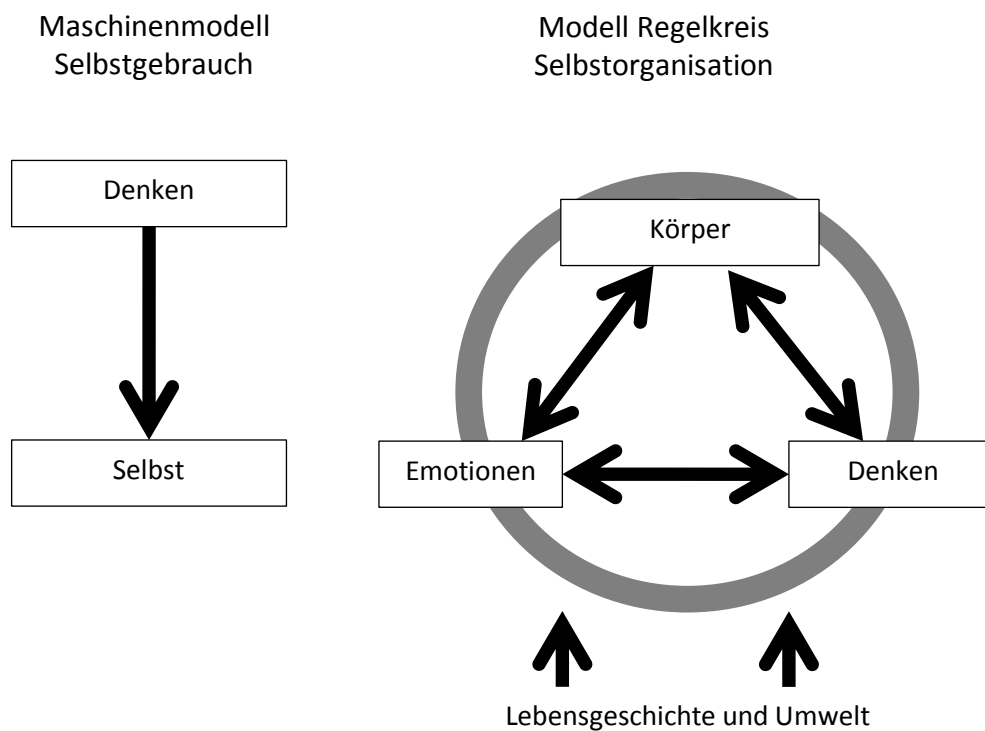 Maschinenmodell
Selbstgebrauch
Modell Regelkreis
Selbstorganisation
Denken
Selbst
Körper
Emotionen
Denken
Lebensgeschichte und Umwelt